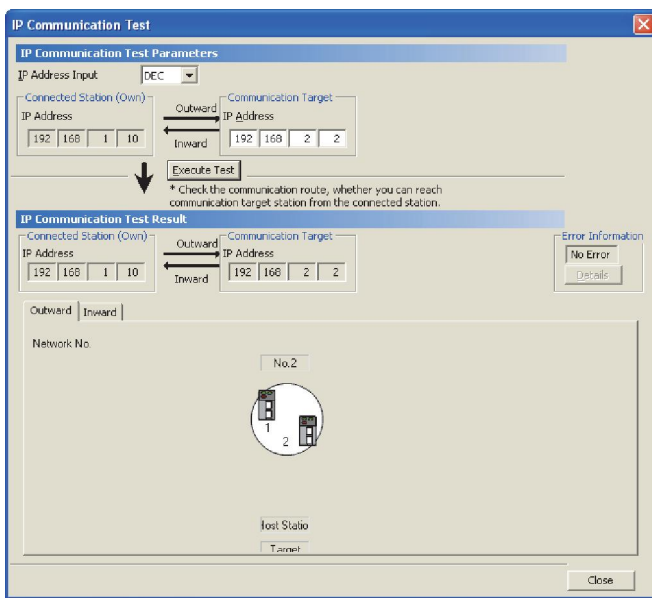 IP Communication Test
IP Communication Test Parameters
IP Address Input DEC
Connected Station (Own)
IP Address
192 168 1 10
Outward
Inward
Communication Target
IP Address
192 168 2 2
Execute Test
* Check the communication route, whether you can reach
communication target station from the connected station.
IP Communication Test Result
Connected Station (Own)
IP Address
192 168 1 10
Outward
Inward
Communication Target
IP Address
192 168 2 2
Error Information
No Error
Details
Outward Inward
Network No.
No.2
1
2
Host Statio
Target
Close